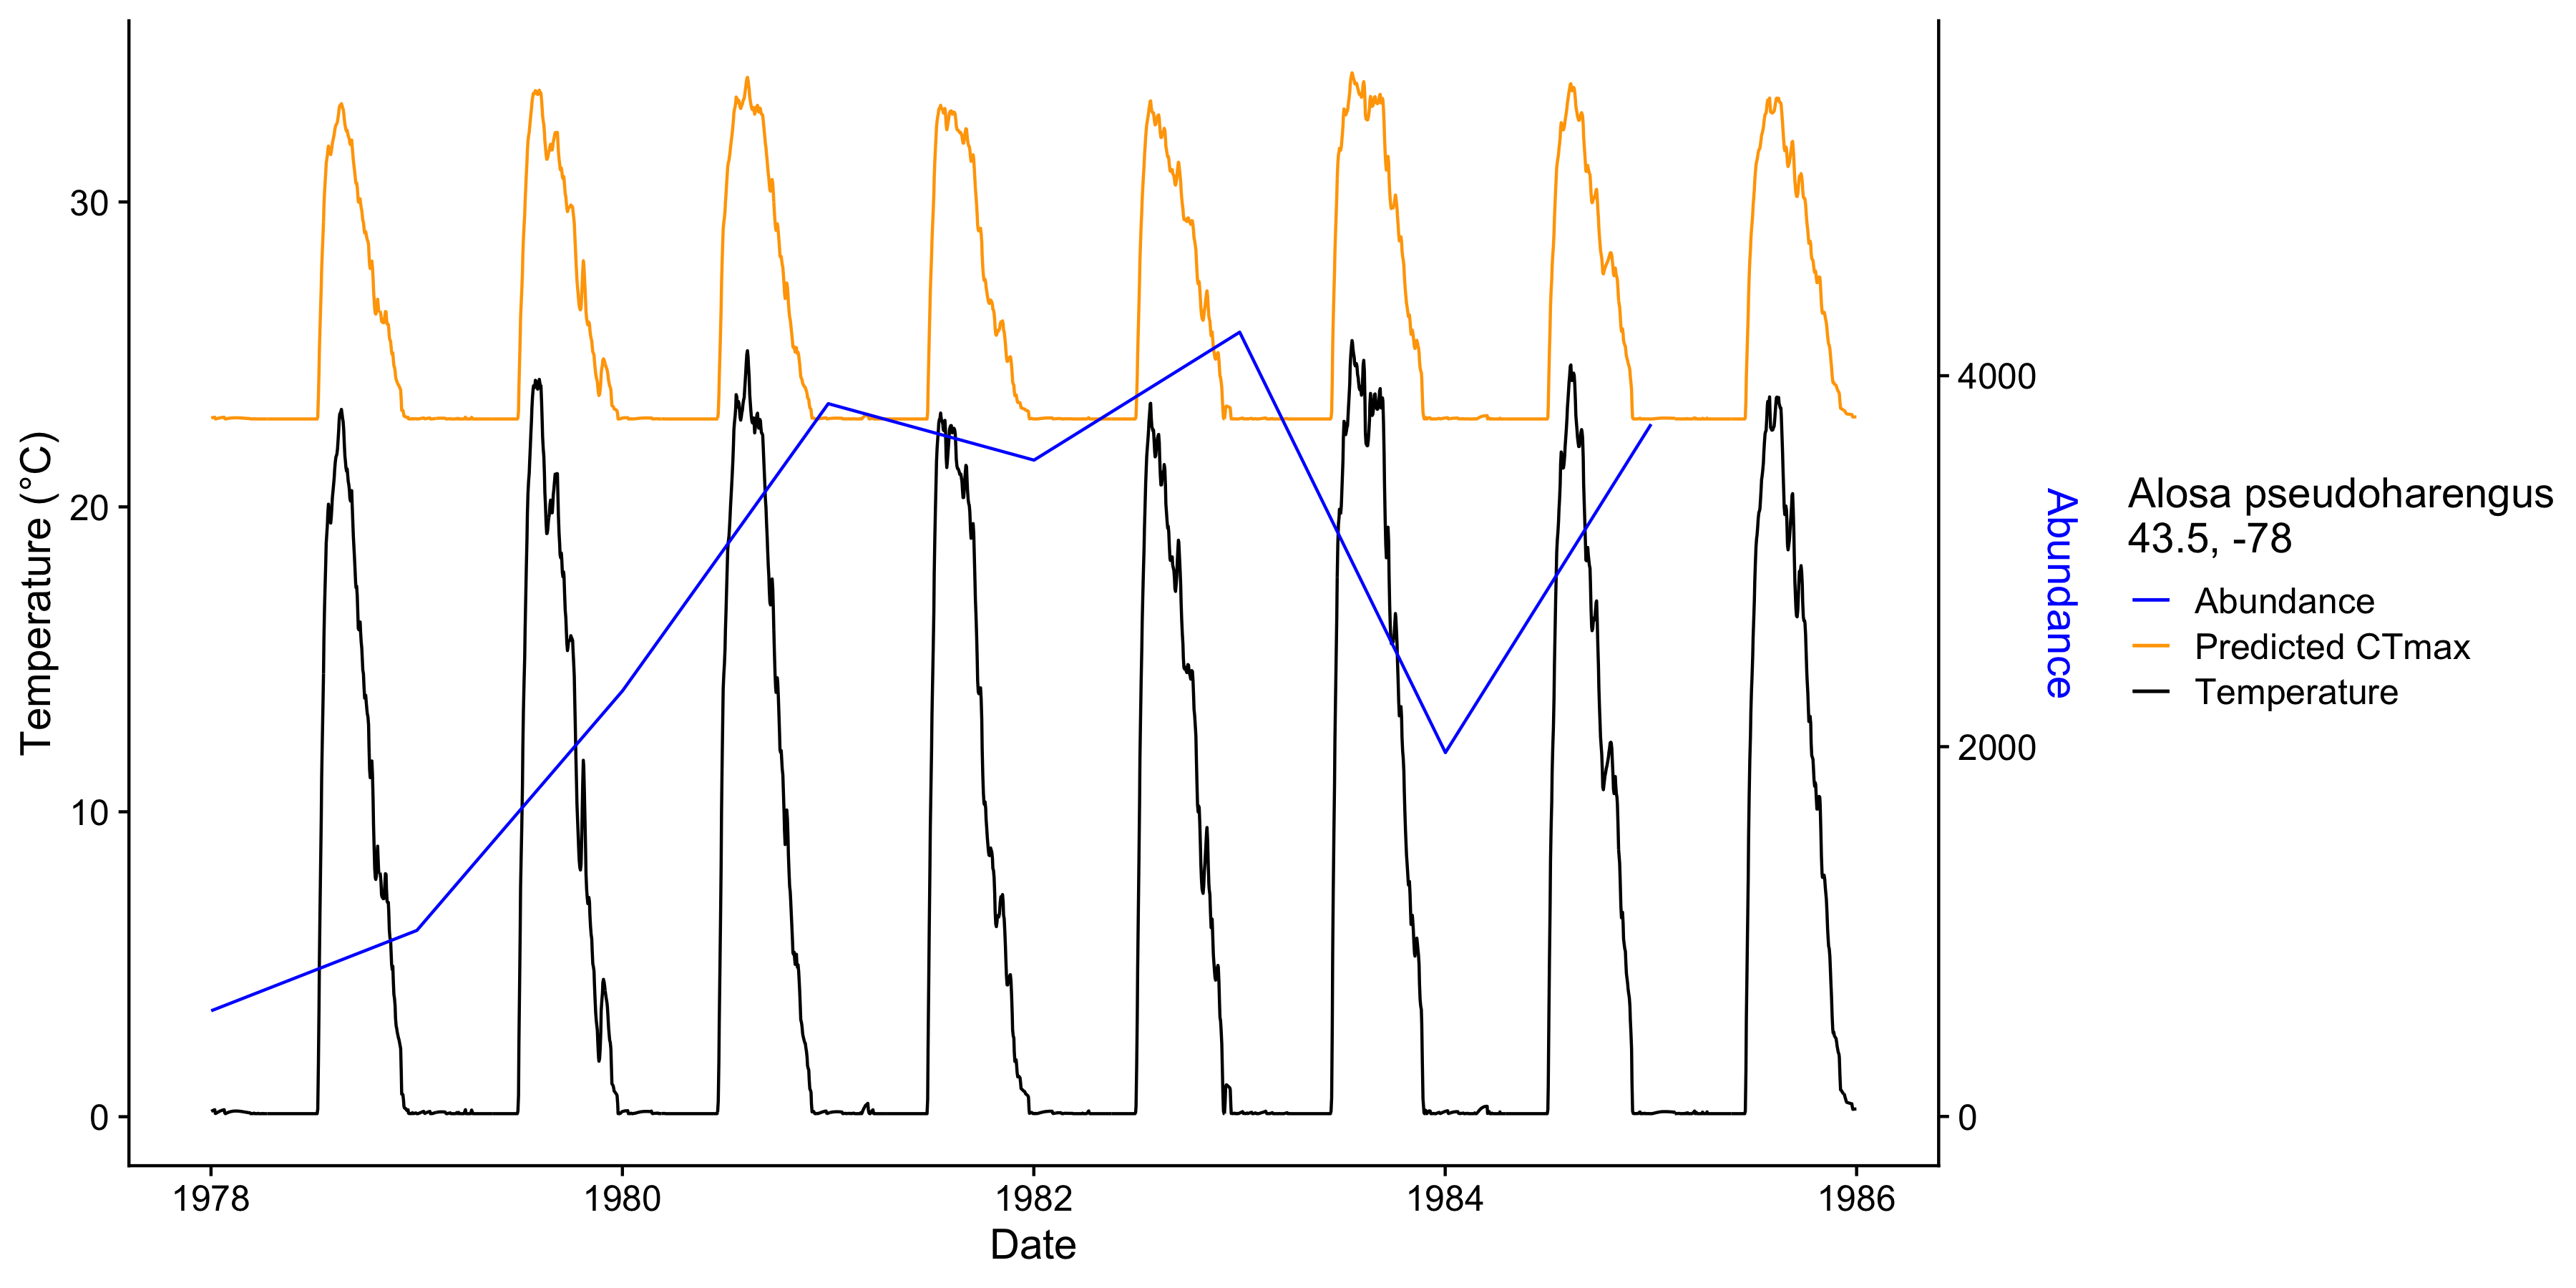 Temperature (°C)
30
20
10
0
1978
1980
1982
1984
1986
Date
4000
2000
0
Abundance
Alosa pseudoharengus
43.5, -78
Abundance
Predicted CTmax
Temperature